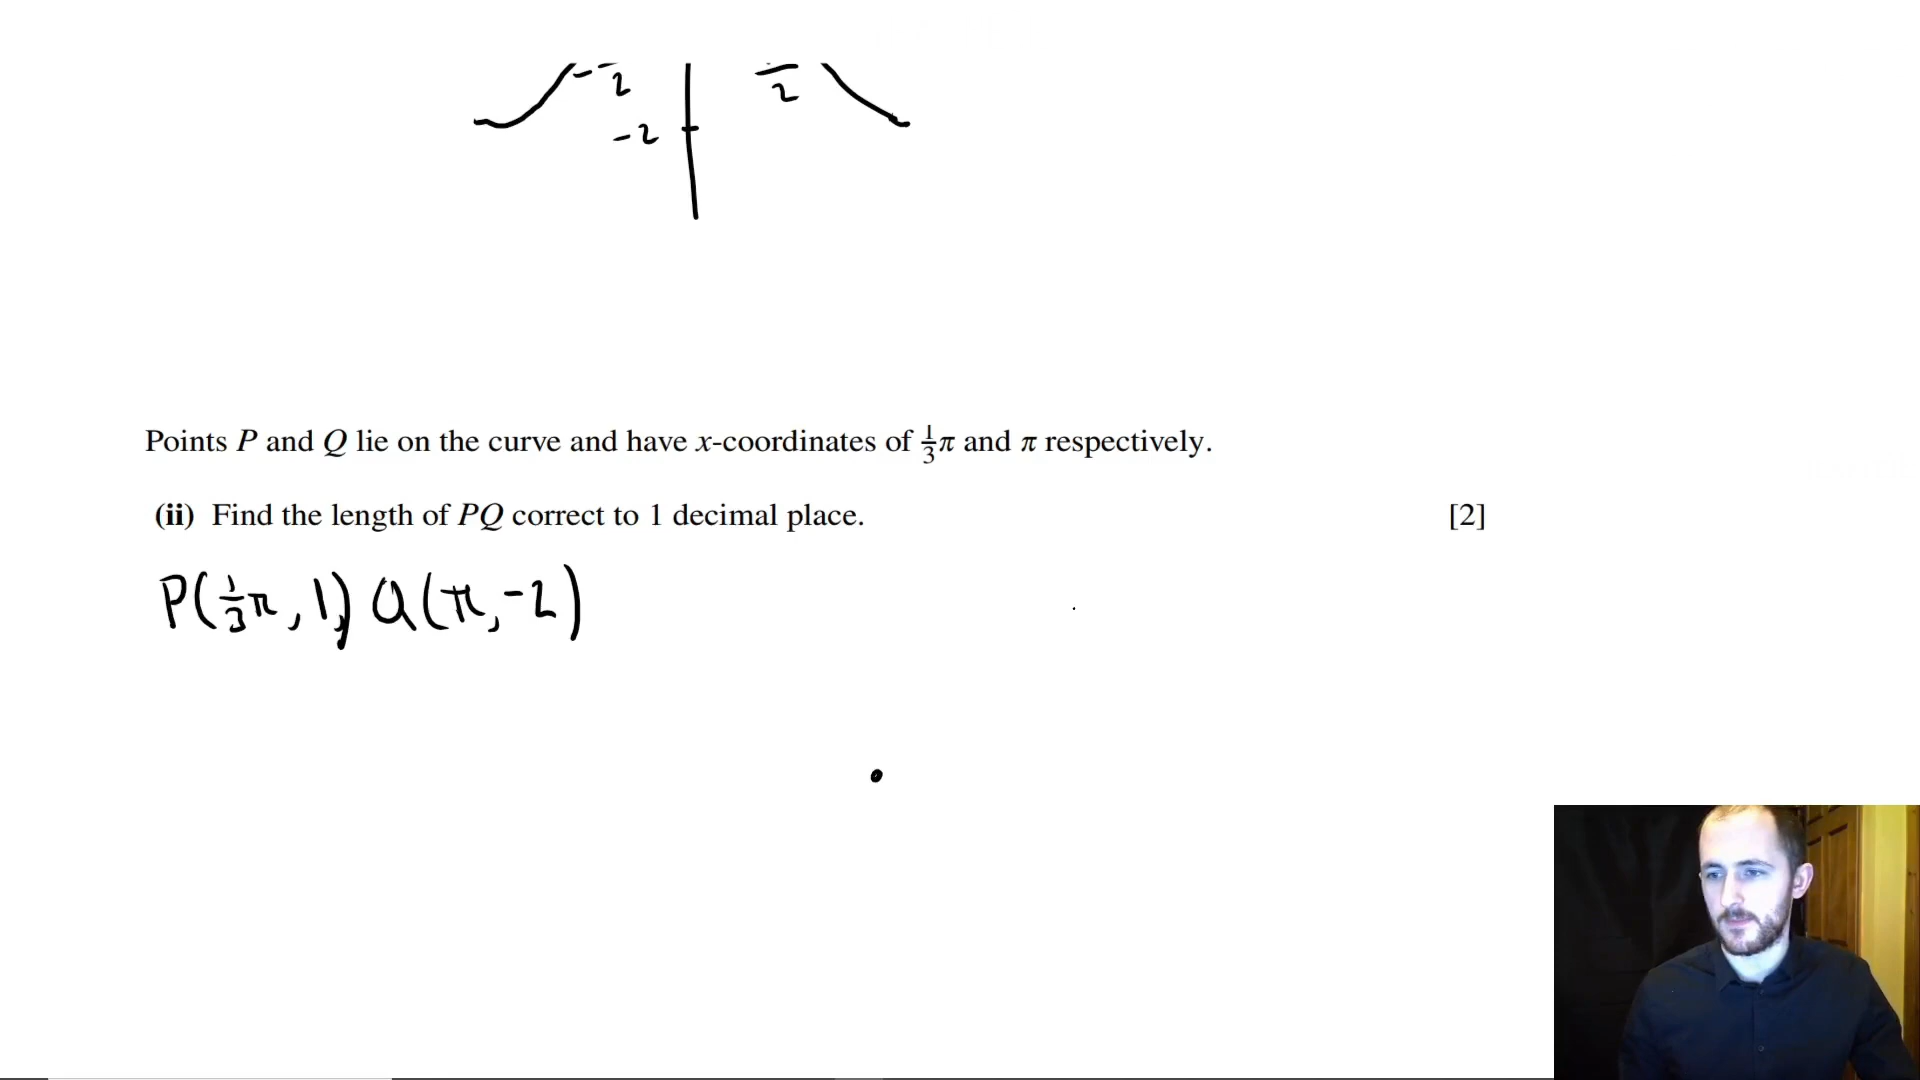 -2 2
-2
Points P and Q lie on the curve and have x-coordinates of ⅓π and π respectively.
(ii) Find the length of PQ correct to 1 decimal place. [2]
P(⅓π, 1), Q(π, -2)